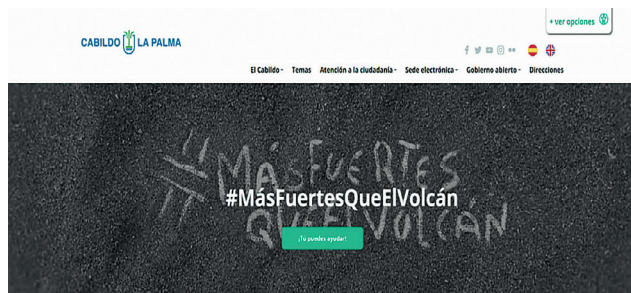 + ver opciones
CABILDO LA PALMA
El Cabildo Temas Atención a la ciudadanía Sede electrónica Gobierno abierto Direcciones
#MÁSFUERTES
QUEELVOLCÁN
#MásFuertesQueElVolcán
¡Tú puedes ayudar!